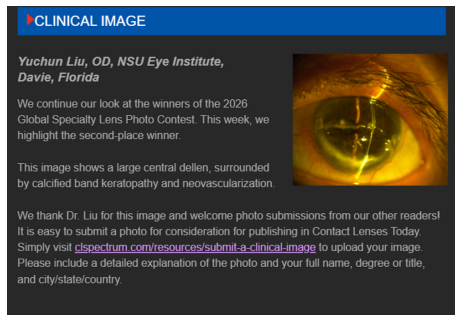 CLINICAL IMAGE
Yuchun Liu, OD, NSU Eye Institute,
Davie, Florida
We continue our look at the winners of the 2026
Global Specialty Lens Photo Contest. This week, we
highlight the second-place winner.
This image shows a large central dellen, surrounded
by calcified band keratopathy and neovascularization.
We thank Dr. Liu for this image and welcome photo submissions from our other readers!
It is easy to submit a photo for consideration for publishing in Contact Lenses Today.
Simply visit clspectrum.com/resources/submit-a-clinical-image to upload your image.
Please include a detailed explanation of the photo and your full name, degree or title,
and city/state/country.